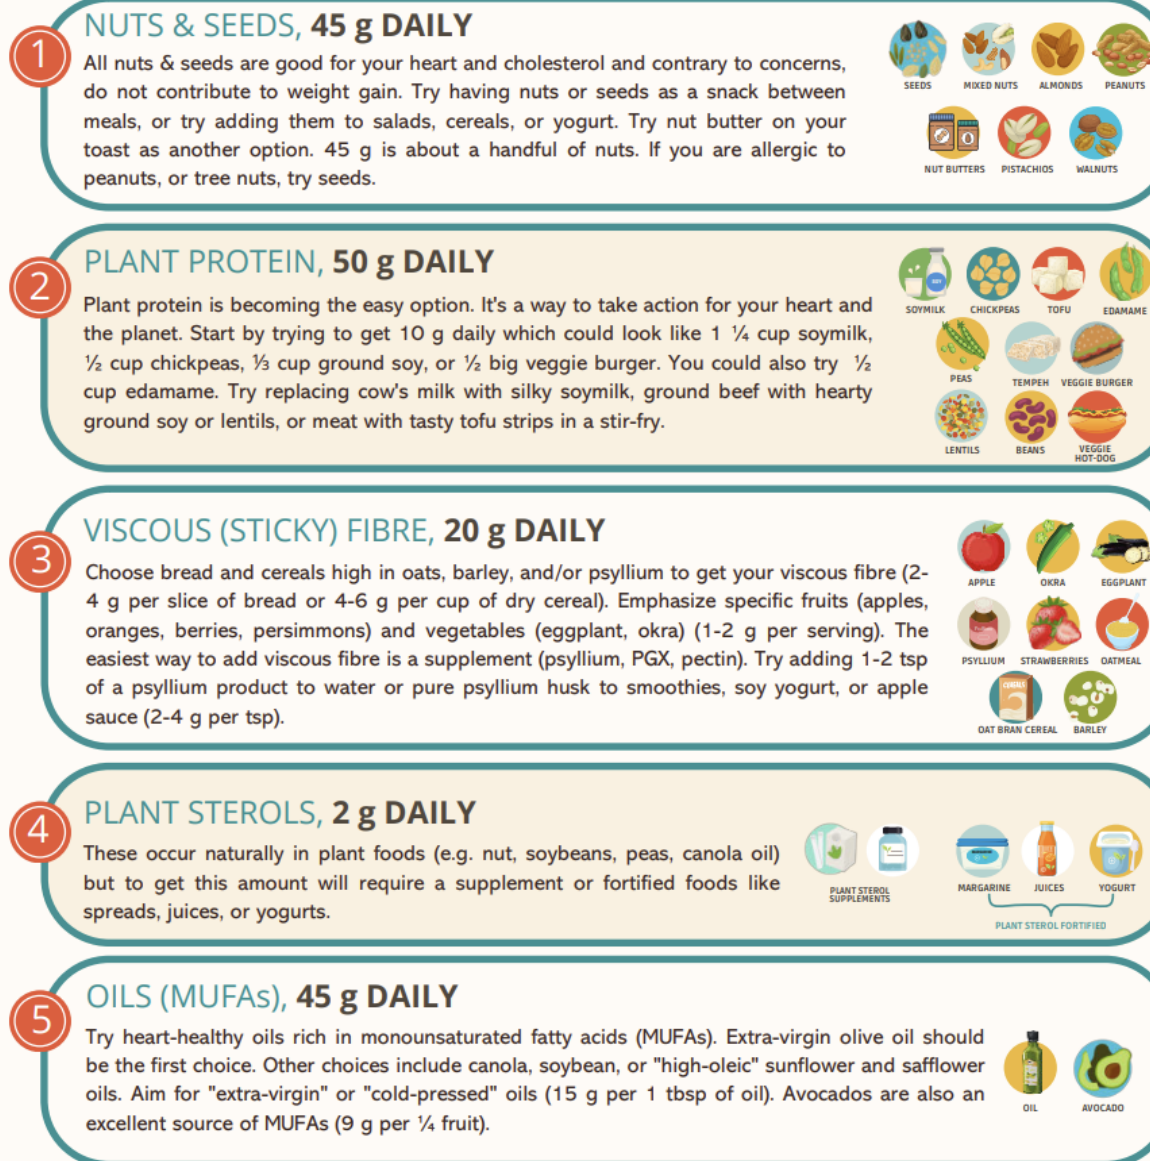 1
NUTS & SEEDS, 45 g DAILY
All nuts & seeds are good for your heart and cholesterol and contrary to concerns,
do not contribute to weight gain. Try having nuts or seeds as a snack between
meals, or try adding them to salads, cereals, or yogurt. Try nut butter on your
toast as another option. 45 g is about a handful of nuts. If you are allergic to
peanuts, or tree nuts, try seeds.
SEEDS MIXED NUTS ALMONDS PEANUTS
NUT BUTTERS PISTACHIOS WALNUTS
2
PLANT PROTEIN, 50 g DAILY
Plant protein is becoming the easy option. It's a way to take action for your heart and
the planet. Start by trying to get 10 g daily which could look like 1 ¼ cup soymilk,
½ cup chickpeas, ⅓ cup ground soy, or ½ big veggie burger. You could also try ½
cup edamame. Try replacing cow's milk with silky soymilk, ground beef with hearty
ground soy or lentils, or meat with tasty tofu strips in a stir-fry.
SOYMILK CHICKPEAS TOFU EDAMAME
PEAS TEMPEH VEGGIE BURGER
LENTILS BEANS VEGGIE
HOT-DOG
3
VISCOUS (STICKY) FIBRE, 20 g DAILY
Choose bread and cereals high in oats, barley, and/or psyllium to get your viscous fibre (2-
4 g per slice of bread or 4-6 g per cup of dry cereal). Emphasize specific fruits (apples,
oranges, berries, persimmons) and vegetables (eggplant, okra) (1-2 g per serving). The
easiest way to add viscous fibre is a supplement (psyllium, PGX, pectin). Try adding 1-2 tsp
of a psyllium product to water or pure psyllium husk to smoothies, soy yogurt, or apple
sauce (2-4 g per tsp).
APPLE OKRA EGGPLANT
PSYLLIUM STRAWBERRIES OATMEAL
OAT BRAN CEREAL BARLEY
4
PLANT STEROLS, 2 g DAILY
These occur naturally in plant foods (e.g. nut, soybeans, peas, canola oil)
but to get this amount will require a supplement or fortified foods like
spreads, juices, or yogurts.
PLANT STEROL
SUPPLEMENTS
MARGARINE JUICES YOGURT
PLANT STEROL FORTIFIED
5
OILS (MUFAs), 45 g DAILY
Try heart-healthy oils rich in monounsaturated fatty acids (MUFAs). Extra-virgin olive oil should
be the first choice. Other choices include canola, soybean, or "high-oleic" sunflower and safflower
oils. Aim for "extra-virgin" or "cold-pressed" oils (15 g per 1 tbsp of oil). Avocados are also an
excellent source of MUFAs (9 g per ¼ fruit).
OIL AVOCADO